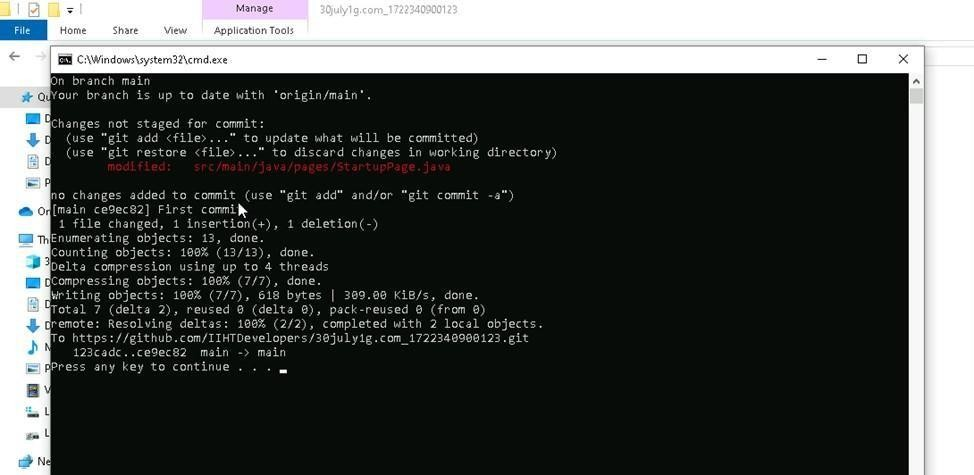 Manage
30july1g.com_1722340900123
File
Home
Share
View
Application Tools
C:\Windows\system32\cmd.exe
On branch main
Your branch is up to date with 'origin/main'.
Changes not staged for commit:
(use "git add <file>..." to update what will be committed)
(use "git restore <file>..." to discard changes in working directory)
modified:   src/main/java/pages/StartupPage.java
no changes added to commit (use "git add" and/or "git commit -a")
[main ce9ec82] First commit
1 file changed, 1 insertion(+), 1 deletion(-)
Enumerating objects: 13, done.
Counting objects: 100% (13/13), done.
Delta compression using up to 4 threads
Compressing objects: 100% (7/7), done.
Writing objects: 100% (7/7), 618 bytes | 309.00 KiB/s, done.
Total 7 (delta 2), reused 0 (delta 0), pack-reused 0 (from 0)
remote: Resolving deltas: 100% (2/2), completed with 2 local objects.
To https://github.com/IIHTDevelopers/30july1g.com_1722340900123.git
123cadc..ce9ec82  main -> main
Press any key to continue . . .